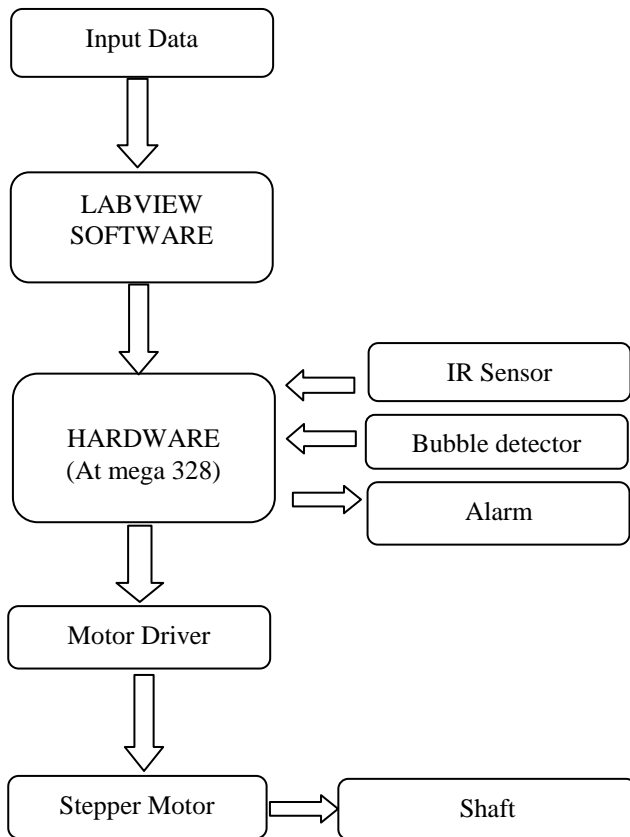 Input Data
LABVIEW
SOFTWARE
IR Sensor
HARDWARE
(At mega 328)
Bubble detector
Alarm
Motor Driver
Stepper Motor
Shaft